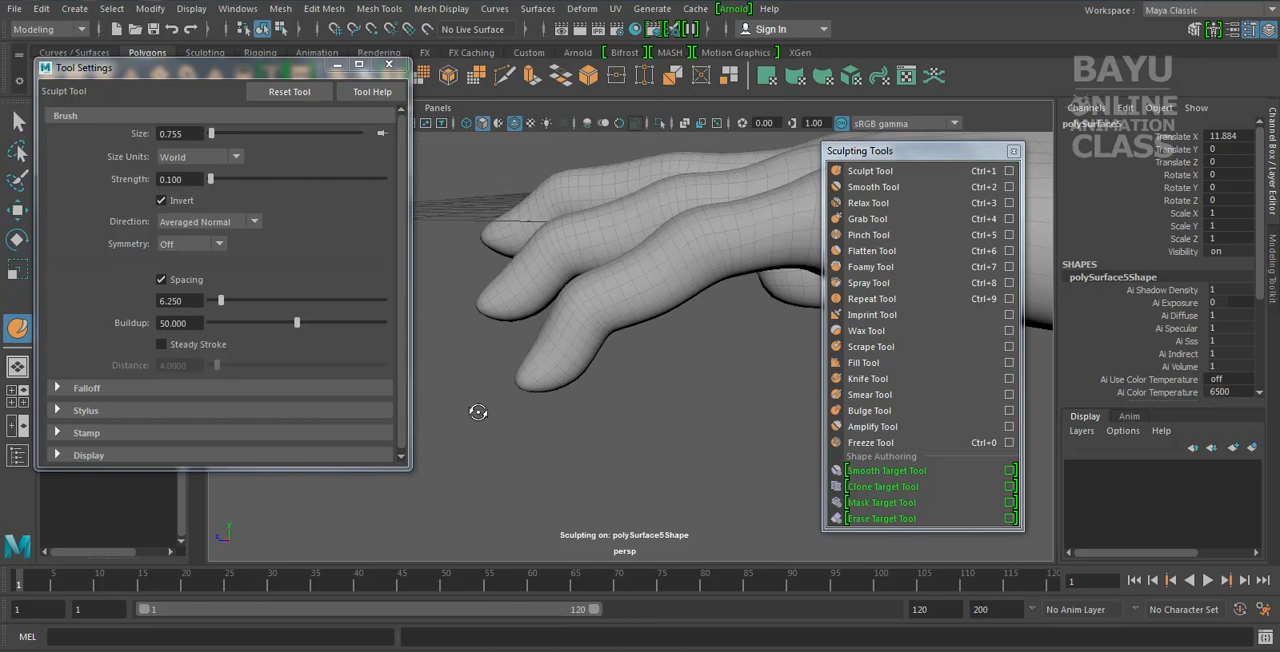 File Edit Create Select Modify Display Windows Mesh Edit Mesh Mesh Tools Mesh Display Curves Surfaces Deform UV Generate Cache [Arnold] Help Workspace : Maya Classic
Modeling No Live Surface Sign In
Curves / Surfaces Polygons Sculpting Rigging Animation Rendering FX FX Caching Custom Arnold Bifrost MASH Motion Graphics XGen
BAYU
ONLINE
ANIMATION
CLASS
Tool Settings
Sculpt Tool Reset Tool Tool Help
Brush
Size: 0.755
Size Units: World
Strength: 0.100
Invert
Direction: Averaged Normal
Symmetry: Off
Spacing
6.250
Buildup: 50.000
Steady Stroke
Distance: 4.0000
Falloff
Stylus
Stamp
Display
Panels
0.00 1.00 sRGB gamma
Sculpting Tools
Sculpt Tool Ctrl+1
Smooth Tool Ctrl+2
Relax Tool Ctrl+3
Grab Tool Ctrl+4
Pinch Tool Ctrl+5
Flatten Tool Ctrl+6
Foamy Tool Ctrl+7
Spray Tool Ctrl+8
Repeat Tool Ctrl+9
Imprint Tool
Wax Tool
Scrape Tool
Fill Tool
Knife Tool
Smear Tool
Bulge Tool
Amplify Tool
Freeze Tool Ctrl+0
Shape Authoring
Smooth Target Tool
Clone Target Tool
Mask Target Tool
Erase Target Tool
Sculpting on: polySurface5Shape
persp
y
Channels Edit Object Show
polySurface5
Translate X 11.884
Translate Y 0
Translate Z 0
Rotate X 0
Rotate Y 0
Rotate Z 0
Scale X 1
Scale Y 1
Scale Z 1
Visibility on
SHAPES
polySurface5Shape
Ai Shadow Density 1
Ai Exposure 0
Ai Diffuse 1
Ai Specular 1
Ai Sss 1
Ai Indirect 1
Ai Volume 1
Ai Use Color Temperature off
Ai Color Temperature 6500
Display Anim
Layers Options Help
Channel Box / Layer Editor
Modeling Toolkit
1 5 10 15 20 25 30 35 40 45 50 55 60 65 70 75 80 85 90 95 100 105 110 115 120 1
1 1 1 120 120 200 No Anim Layer No Character Set
MEL